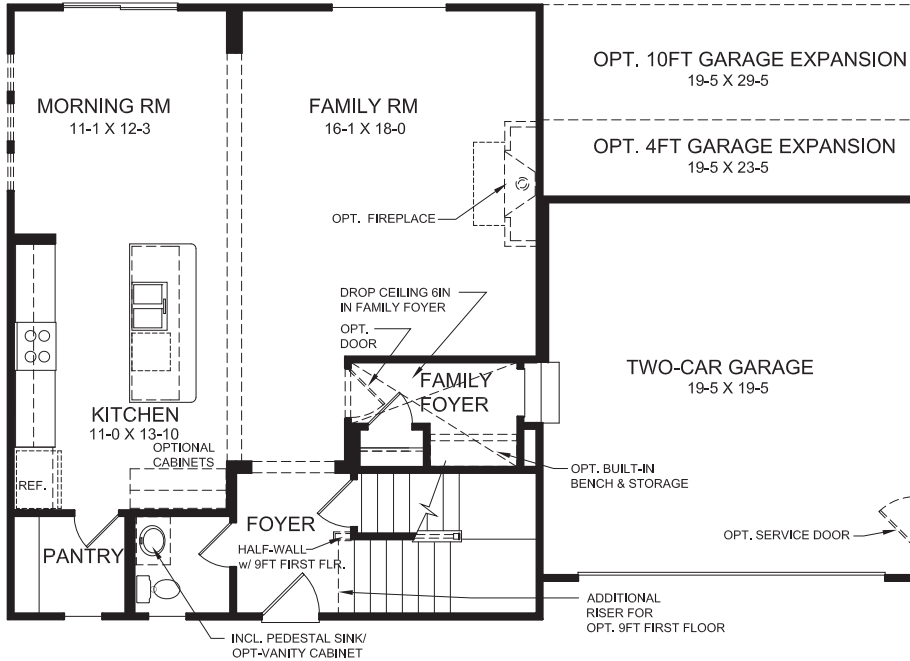 OPT. 10FT GARAGE EXPANSION
19-5 X 29-5
MORNING RM
11-1 X 12-3
FAMILY RM
16-1 X 18-0
OPT. 4FT GARAGE EXPANSION
19-5 X 23-5
OPT. FIREPLACE
DROP CEILING 6IN
IN FAMILY FOYER
OPT.
DOOR
FAMILY
FOYER
TWO-CAR GARAGE
19-5 X 19-5
KITCHEN
11-0 X 13-10
OPTIONAL
CABINETS
REF.
OPT. BUILT-IN
BENCH & STORAGE
FOYER
HALF-WALL
w/ 9FT FIRST FLR.
PANTRY
OPT. SERVICE DOOR
ADDITIONAL
RISER FOR
OPT. 9FT FIRST FLOOR
INCL. PEDESTAL SINK/
OPT-VANITY CABINET